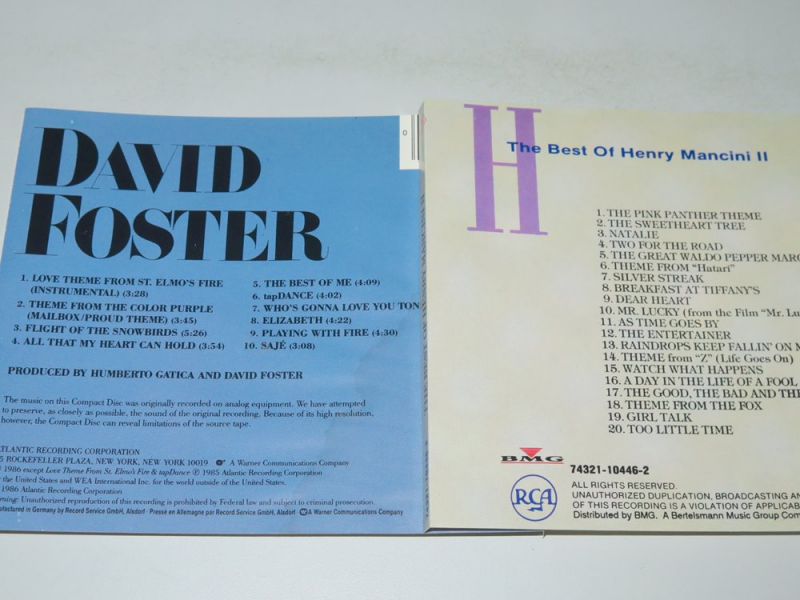 DAVID
FOSTER
1. LOVE THEME FROM ST. ELMO'S FIRE
(INSTRUMENTAL) (3:28)
2. THEME FROM THE COLOR PURPLE
(MAILBOX/PROUD THEME) (3:45)
3. FLIGHT OF THE SNOWBIRDS (5:26)
4. ALL THAT MY HEART CAN HOLD (3:54)
5. THE BEST OF ME (4:09)
6. tapDANCE (4:02)
7. WHO'S GONNA LOVE YOU TON
8. ELIZABETH (4:22)
9. PLAYING WITH FIRE (4:30)
10. SAJÉ (3:08)
PRODUCED BY HUMBERTO GATICA AND DAVID FOSTER
The music on this Compact Disc was originally recorded on analog equipment. We have attempted
to preserve, as closely as possible, the sound of the original recording. Because of its high resolution,
however, the Compact Disc can reveal limitations of the source tape.
ATLANTIC RECORDING CORPORATION
ROCKEFELLER PLAZA, NEW YORK, NEW YORK 10019 A Warner Communications Company
1986 except Love Theme From St. Elmo's Fire & tapDance ℗ 1985 Atlantic Recording Corporation
the United States and WEA International Inc. for the world outside of the United States.
1986 Atlantic Recording Corporation
Unauthorized reproduction of this recording is prohibited by Federal law and subject to criminal prosecution.
ufactured in Germany by Record Service GmbH, Alsdorf · Pressé en Allemagne par Record Service GmbH, Alsdorf · A Warner Communications Company
0
H
The Best Of Henry Mancini II
1. THE PINK PANTHER THEME
2. THE SWEETHEART TREE
3. NATALIE
4. TWO FOR THE ROAD
5. THE GREAT WALDO PEPPER MARC
6. THEME FROM "Hatari"
7. SILVER STREAK
8. BREAKFAST AT TIFFANY'S
9. DEAR HEART
10. MR. LUCKY (from the Film "Mr. Lu
11. AS TIME GOES BY
12. THE ENTERTAINER
13. RAINDROPS KEEP FALLIN' ON M
14. THEME from "Z" (Life Goes On)
15. WATCH WHAT HAPPENS
16. A DAY IN THE LIFE OF A FOOL
17. THE GOOD, THE BAD AND THE
18. THEME FROM THE FOX
19. GIRL TALK
20. TOO LITTLE TIME
BMG
74321-10446-2
RCA
ALL RIGHTS RESERVED.
UNAUTHORIZED DUPLICATION, BROADCASTING AN
OF THIS RECORDING IS A VIOLATION OF APPLICAB
Distributed by BMG. A Bertelsmann Music Group Com